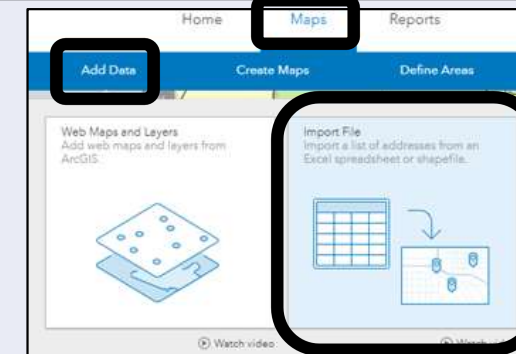 Home Maps Reports
Add Data Create Maps Define Areas
Web Maps and Layers
Add web maps and layers from
ArcGIS.
Import File
Import a list of addresses from an
Excel spreadsheet or shapefile.
Watch video
Watch